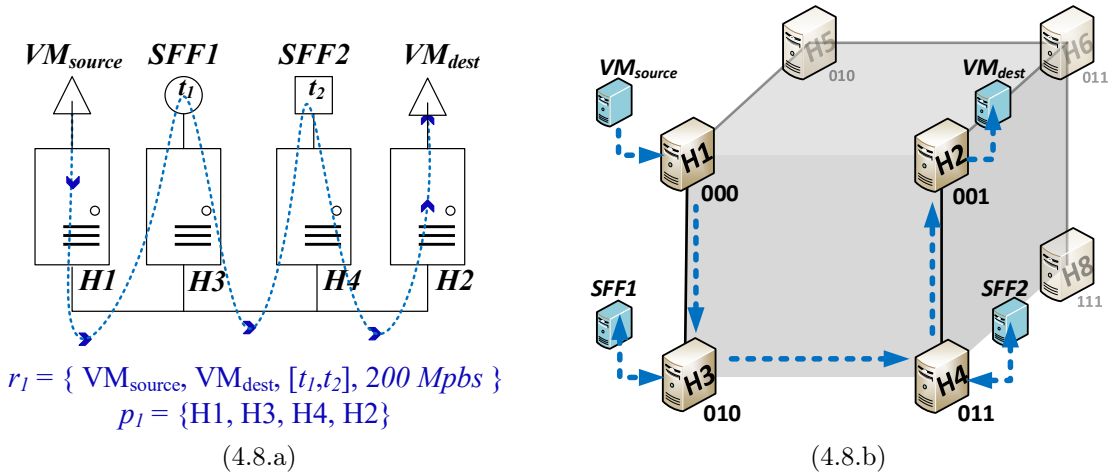 VMsource SFF1 SFF2 VMdest
t1 t2
H1 H3 H4 H2
r1 = { VMsource, VMdest, [t1,t2], 200 Mpbs }
p1 = {H1, H3, H4, H2}
(4.8.a)
H5
010
H6
011
VMsource
VMdest
H1
000
H2
001
SFF1
SFF2
H8
111
H3
010
H4
011
(4.8.b)